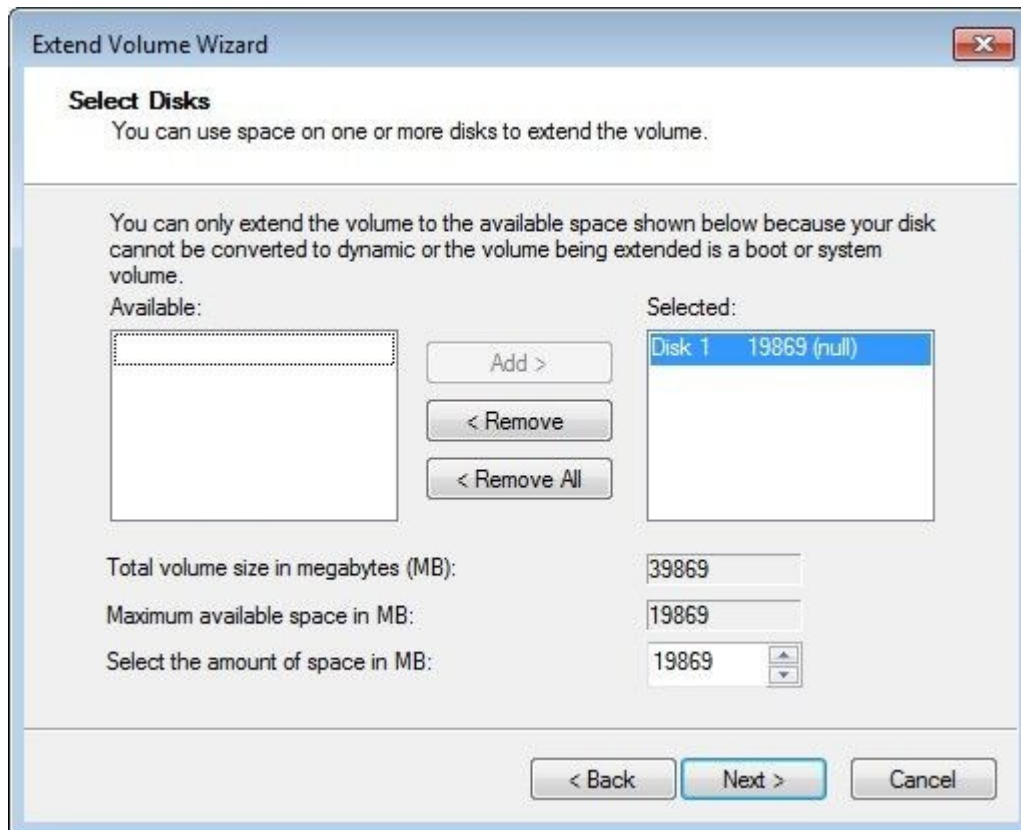 Extend Volume Wizard
Select Disks
You can use space on one or more disks to extend the volume.
You can only extend the volume to the available space shown below because your disk
cannot be converted to dynamic or the volume being extended is a boot or system
volume.
Available:
Selected:
Disk 1 19869 (null)
Add >
< Remove
< Remove All
Total volume size in megabytes (MB): 39869
Maximum available space in MB: 19869
Select the amount of space in MB: 19869
< Back Next > Cancel